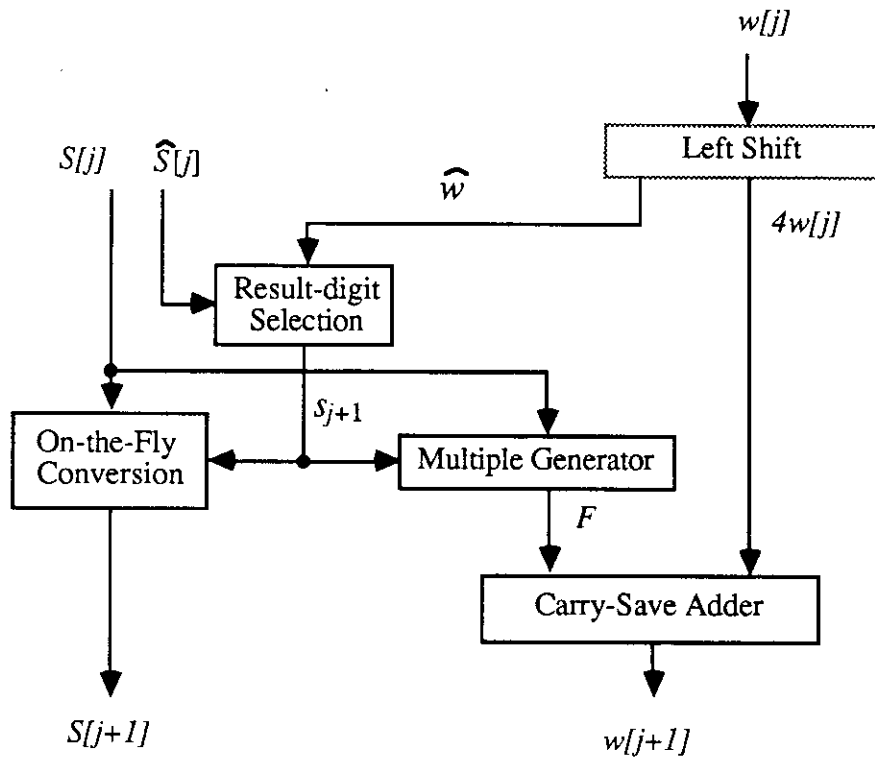 w[j]
Left Shift
S[j]
Ŝ[j]
ŵ
4w[j]
Result-digit
Selection
s_{j+1}
On-the-Fly
Conversion
Multiple Generator
F
Carry-Save Adder
S[j+1]
w[j+1]